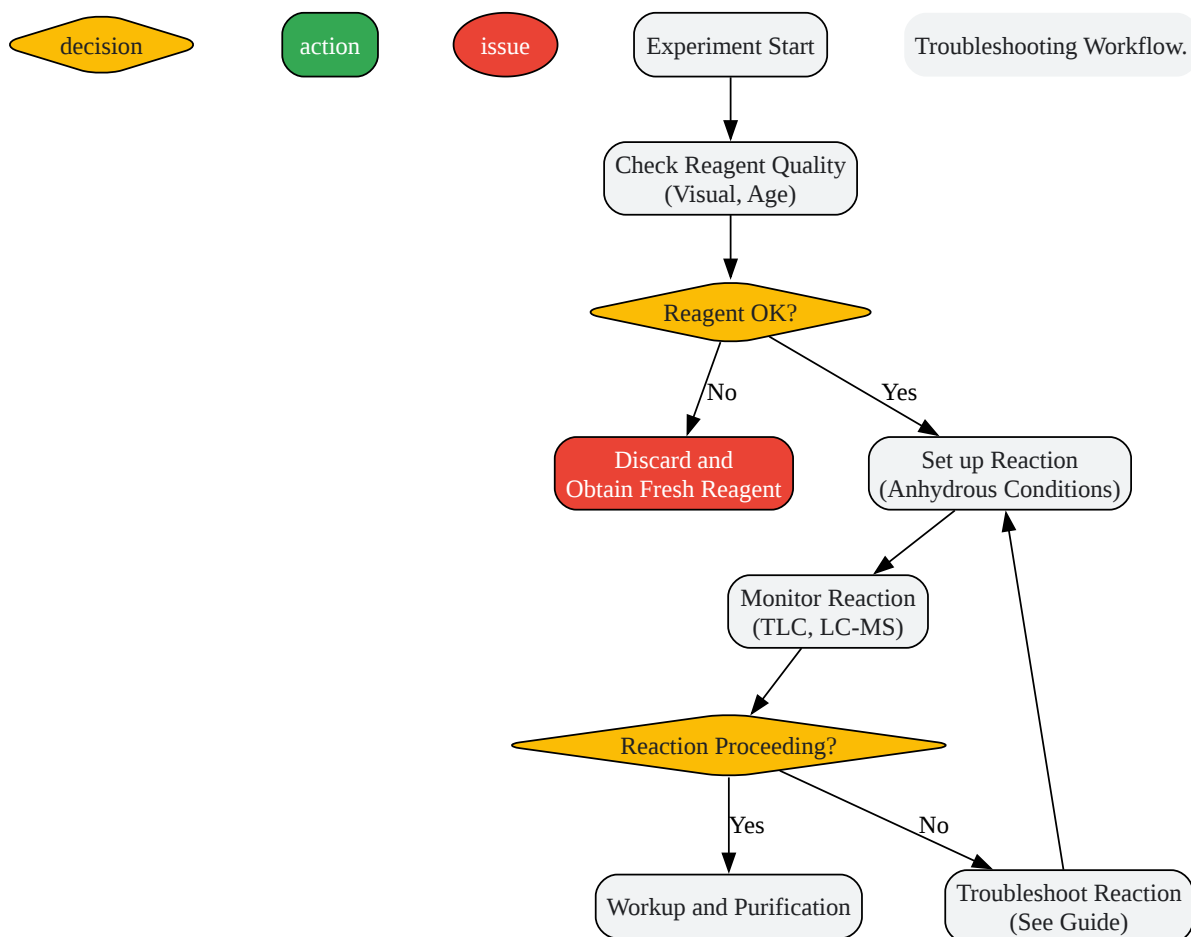 decision
action
issue
Experiment Start
Troubleshooting Workflow.
Check Reagent Quality
(Visual, Age)
Reagent OK?
No
Yes
Discard and
Obtain Fresh Reagent
Set up Reaction
(Anhydrous Conditions)
Monitor Reaction
(TLC, LC-MS)
Reaction Proceeding?
Yes
No
Workup and Purification
Troubleshoot Reaction
(See Guide)